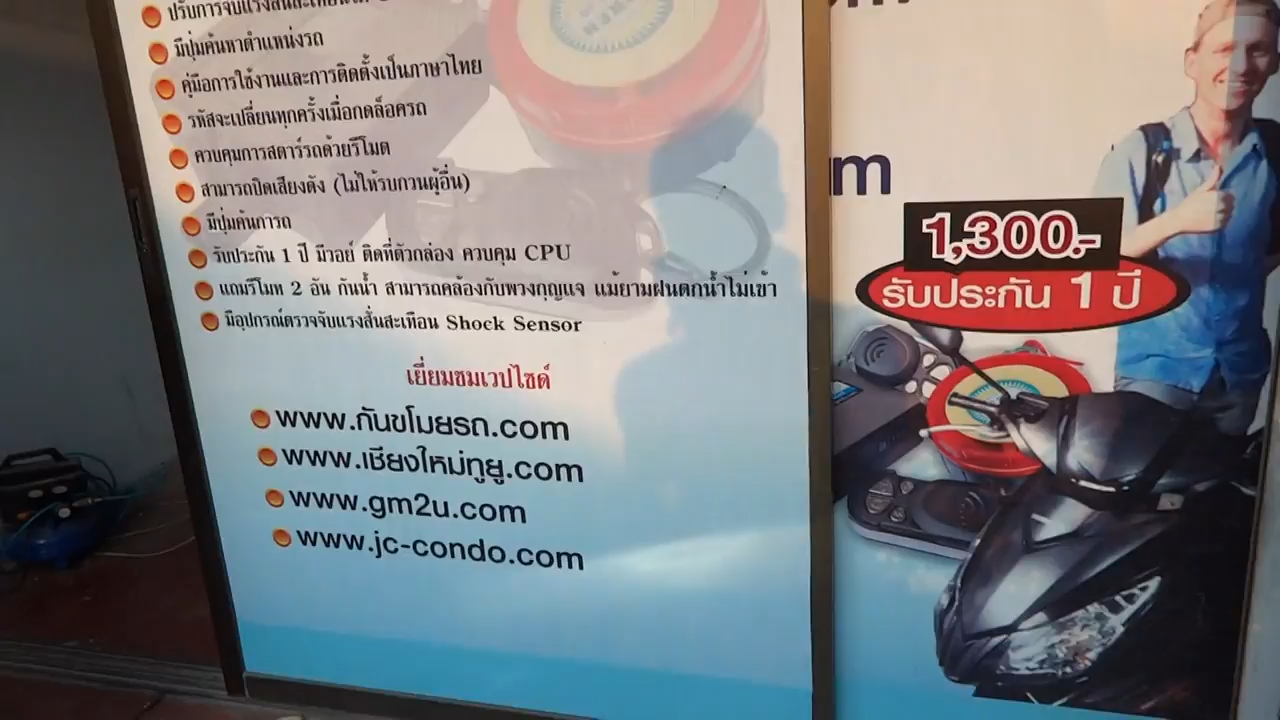 มีปุ่มค้นหาตำแหน่งรถ
คู่มือการใช้งานและการติดตั้งเป็นภาษาไทย
รหัสจะเปลี่ยนทุกครั้งเมื่อกดล็อครถ
ควบคุมการสตาร์รถด้วยรีโมต
สามารถปิดเสียงดัง (ไม่ให้รบกวนผู้อื่น)
มีปุ่มค้นการถ
รับประกัน 1 ปี มีวอย์ ติดที่ตัวกล่อง ควบคุม CPU
แถมรีโมท 2 อัน กันน้ำ สามารถคล้องกับพวงกุญแจ แม้ยามฝนตกน้ำไม่เข้า
มีอุปกรณ์ตรวจจับแรงสั่นสะเทือน Shock Sensor
เยี่ยมชมเวปไซด์
www.กันขโมยรถ.com
www.เชียงใหม่ทูยู.com
www.gm2u.com
www.jc-condo.com
m
1,300.-
รับประกัน 1 ปี